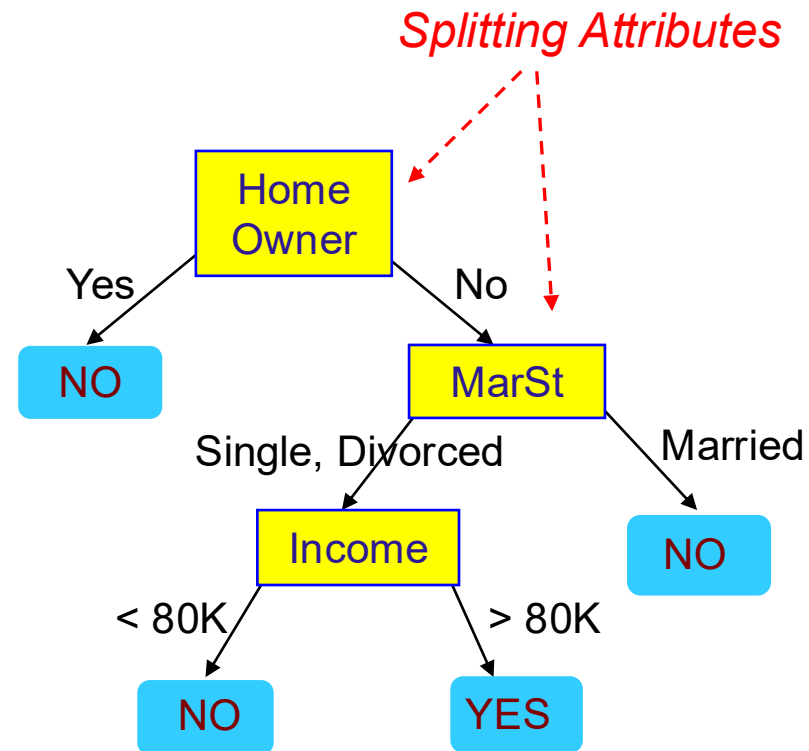 Splitting Attributes
Home
Owner
Yes
No
NO
MarSt
Single, Divorced
Married
Income
NO
< 80K
> 80K
NO
YES